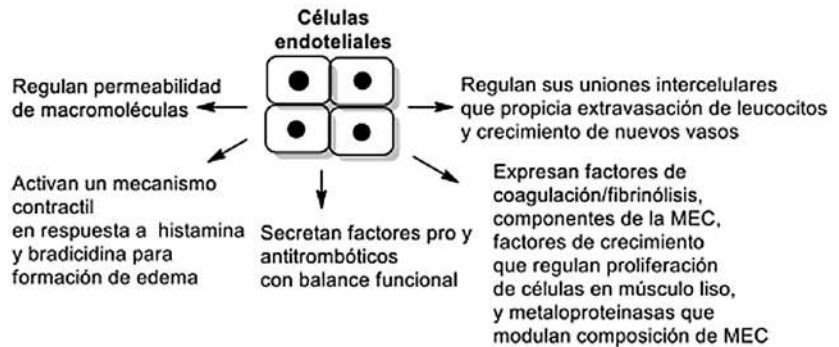 Células
endoteliales
Regulan permeabilidad
de macromoléculas
Regulan sus uniones intercelulares
que propicia extravasación de leucocitos
y crecimiento de nuevos vasos
Activan un mecanismo
contractil
en respuesta a histamina
y bradicidina para
formación de edema
Secretan factores pro y
antitrombóticos
con balance funcional
Expresan factores de
coagulación/fibrinólisis,
componentes de la MEC,
factores de crecimiento
que regulan proliferación
de células en músculo liso,
y metaloproteinasas que
modulan composición de MEC